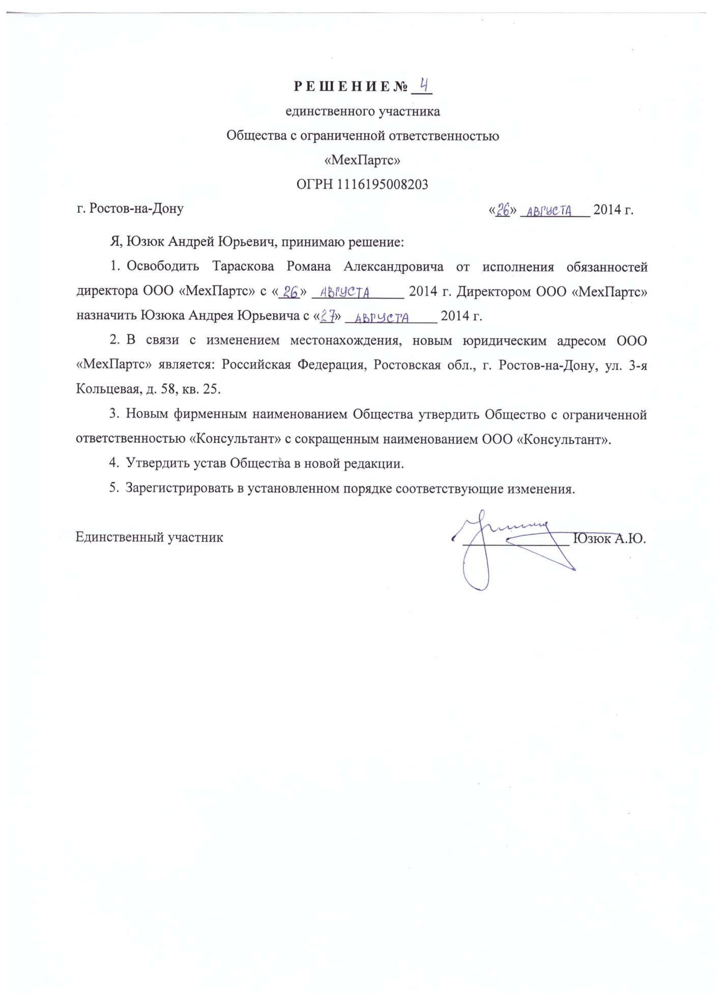 Р Е Ш Е Н И Е № 4
единственного участника
Общества с ограниченной ответственностью
«МехПартс»
ОГРН 1116195008203
г. Ростов-на-Дону «26» АВГУСТА 2014 г.
Я, Юзюк Андрей Юрьевич, принимаю решение:
1. Освободить Тараскова Романа Александровича от исполнения обязанностей
директора ООО «МехПартс» с «26» АВГУСТА 2014 г. Директором ООО «МехПартс»
назначить Юзюка Андрея Юрьевича с «27» АВГУСТА 2014 г.
2. В связи с изменением местонахождения, новым юридическим адресом ООО
«МехПартс» является: Российская Федерация, Ростовская обл., г. Ростов-на-Дону, ул. 3-я
Кольцевая, д. 58, кв. 25.
3. Новым фирменным наименованием Общества утвердить Общество с ограниченной
ответственностью «Консультант» с сокращенным наименованием ООО «Консультант».
4. Утвердить устав Общества в новой редакции.
5. Зарегистрировать в установленном порядке соответствующие изменения.
Единственный участник Юзюк А.Ю.